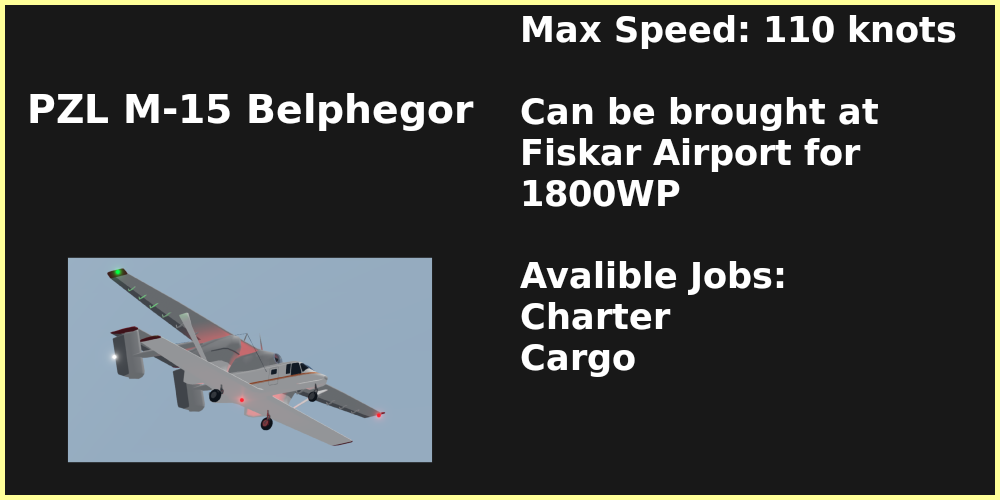 PZL M-15 Belphegor
Max Speed: 110 knots
Can be brought at
Fiskar Airport for
1800WP
Avalible Jobs:
Charter
Cargo